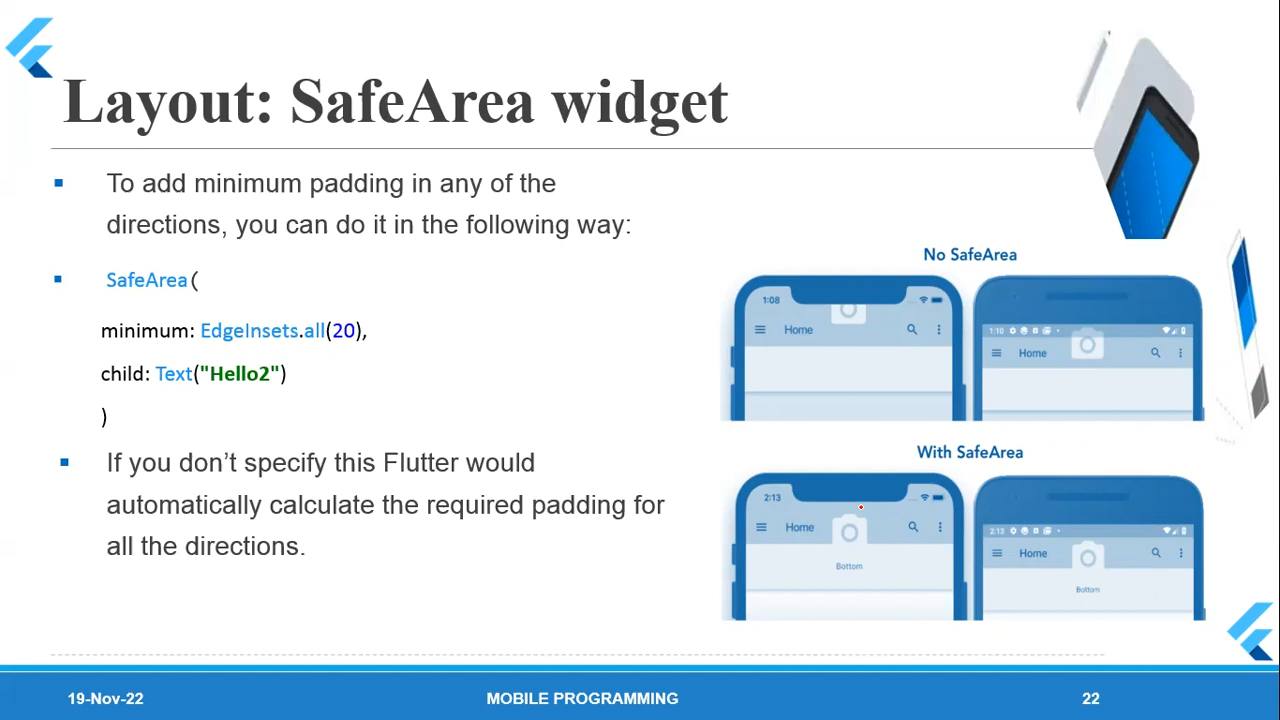 Layout: SafeArea widget
▪ To add minimum padding in any of the
directions, you can do it in the following way:
▪ SafeArea(
minimum: EdgeInsets.all(20),
child: Text("Hello2")
)
▪ If you don’t specify this Flutter would
automatically calculate the required padding for
all the directions.
No SafeArea
1:08
Home
1:10
Home
With SafeArea
2:13
Home
Bottom
2:13
Home
Bottom
19-Nov-22
MOBILE PROGRAMMING
22